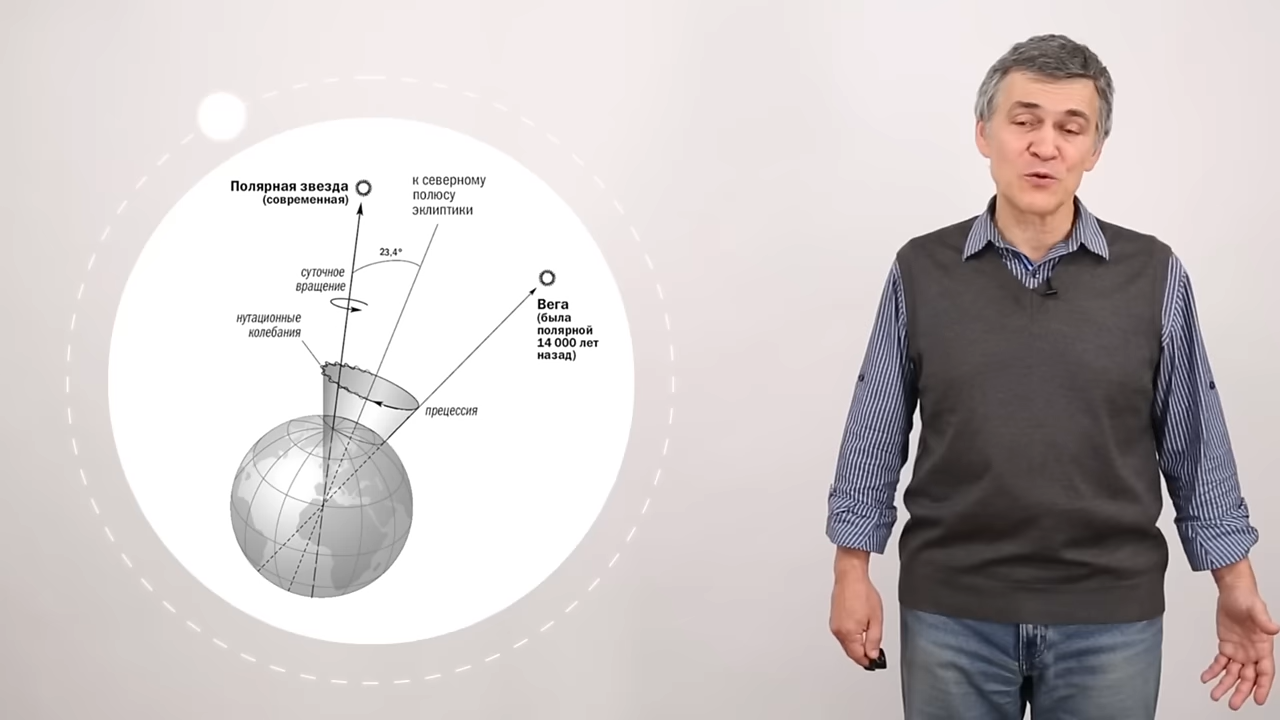 Полярная звезда
(современная)
к северному
полюсу
эклиптики
23,4°
суточное
вращение
нутационные
колебания
Вега
(была
полярной
14 000 лет
назад)
прецессия